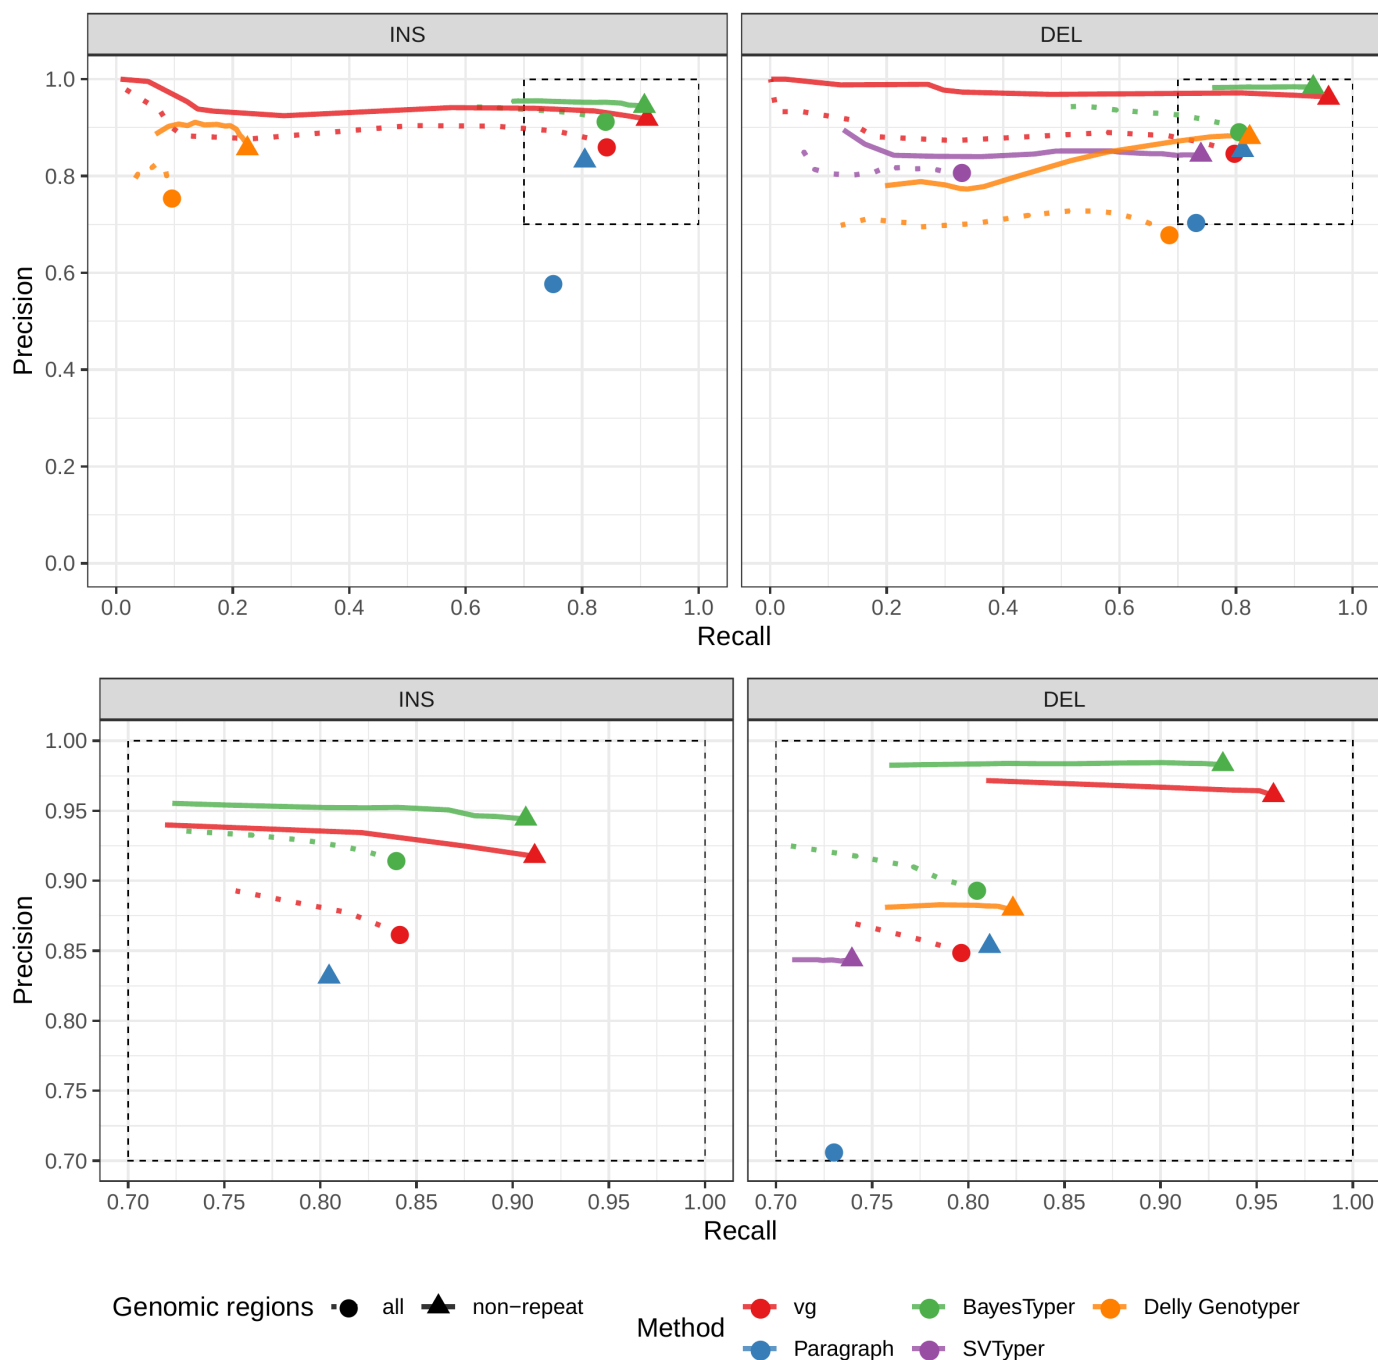 INS DEL
1.0
0.8
0.6
0.4
0.2
0.0
Precision
0.0 0.2 0.4 0.6 0.8 1.0 0.0 0.2 0.4 0.6 0.8 1.0
Recall
INS DEL
1.00
0.95
0.90
0.85
0.80
0.75
0.70
Precision
0.70 0.75 0.80 0.85 0.90 0.95 1.00 0.70 0.75 0.80 0.85 0.90 0.95 1.00
Recall
Genomic regions all non−repeat
Method
vg BayesTyper Delly Genotyper
Paragraph SVTyper